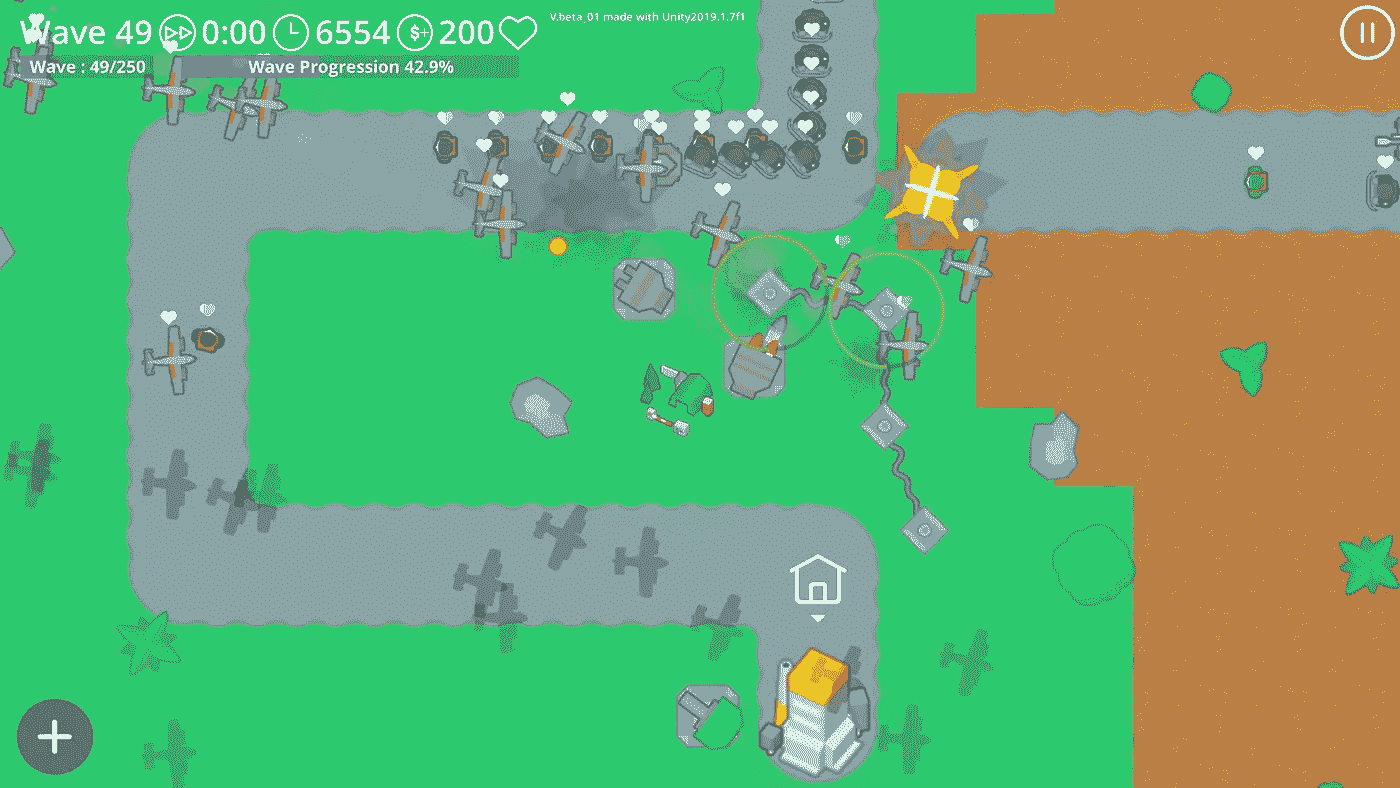 V.beta_01 made with Unity2019.1.7f1
Wave 49 0:00 6554 $+ 200
Wave : 49/250 Wave Progression 42.9%